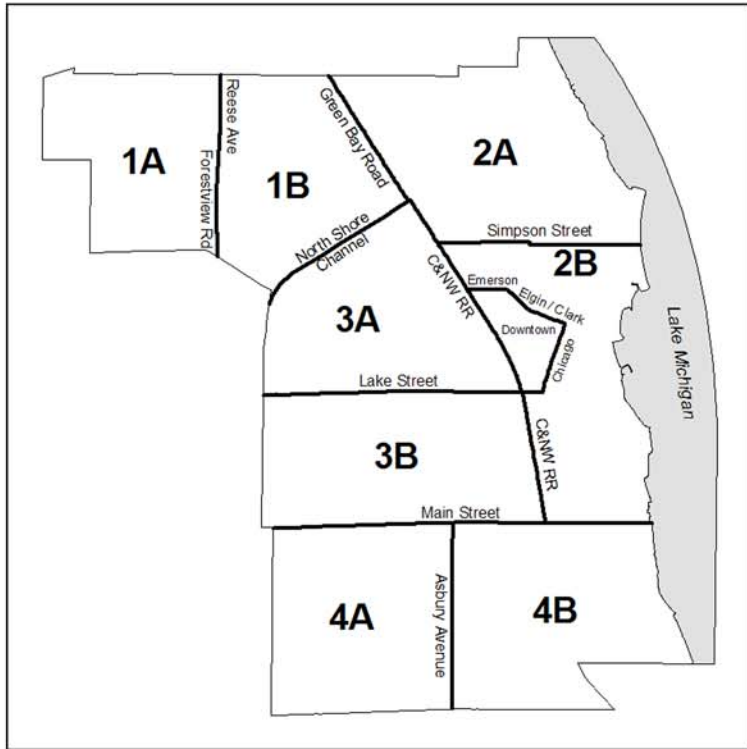 Reese Ave
Forestview Rd
1A
1B
Green Bay Road
2A
North Shore
Channel
Simpson Street
2B
C&NW RR
Emerson
Elgin / Clark
Downtown
Chicago
3A
Lake Michigan
Lake Street
3B
C&NW RR
Main Street
4A
Asbury Avenue
4B